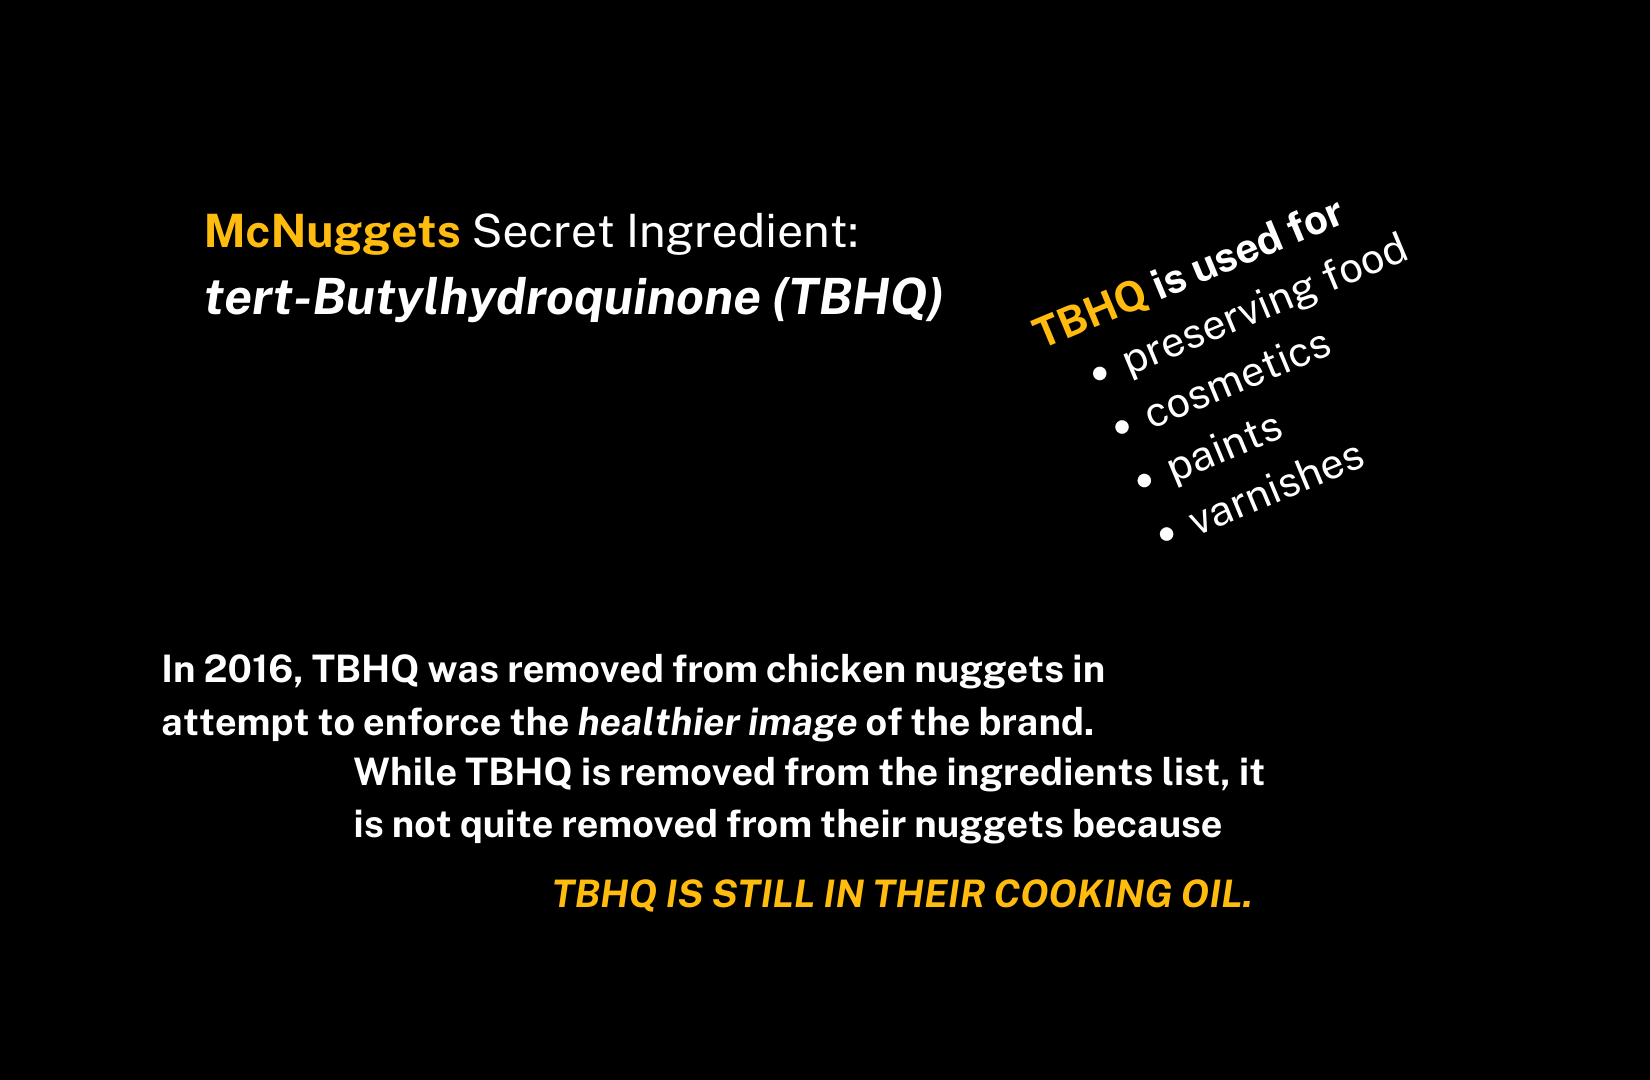 McNuggets Secret Ingredient:
tert-Butylhydroquinone (TBHQ)
TBHQ is used for
• preserving food
• cosmetics
• paints
• varnishes
In 2016, TBHQ was removed from chicken nuggets in
attempt to enforce the healthier image of the brand.
While TBHQ is removed from the ingredients list, it
is not quite removed from their nuggets because
TBHQ IS STILL IN THEIR COOKING OIL.